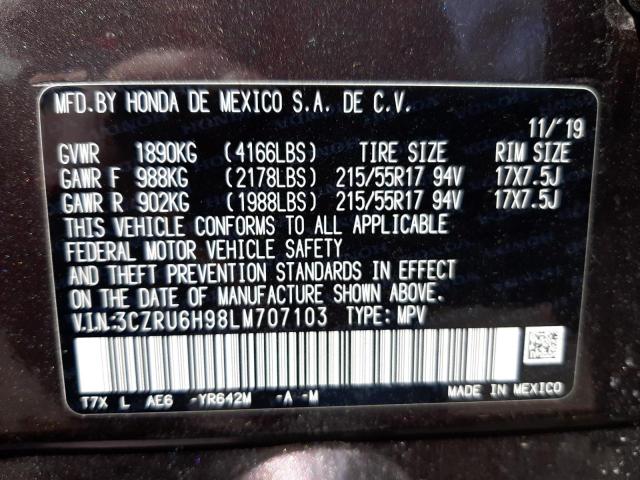 MFD.BY HONDA DE MEXICO S.A. DE C.V.
11/'19
GVWR 1890KG (4166LBS) TIRE SIZE RIM SIZE
GAWR F 988KG (2178LBS) 215/55R17 94V 17X7.5J
GAWR R 902KG (1988LBS) 215/55R17 94V 17X7.5J
THIS VEHICLE CONFORMS TO ALL APPLICABLE
FEDERAL MOTOR VEHICLE SAFETY
AND THEFT PREVENTION STANDARDS IN EFFECT
ON THE DATE OF MANUFACTURE SHOWN ABOVE.
V.I.N:3CZRU6H98LM707103 TYPE: MPV
T7X L AE6 -YR642M -A -M MADE IN MEXICO